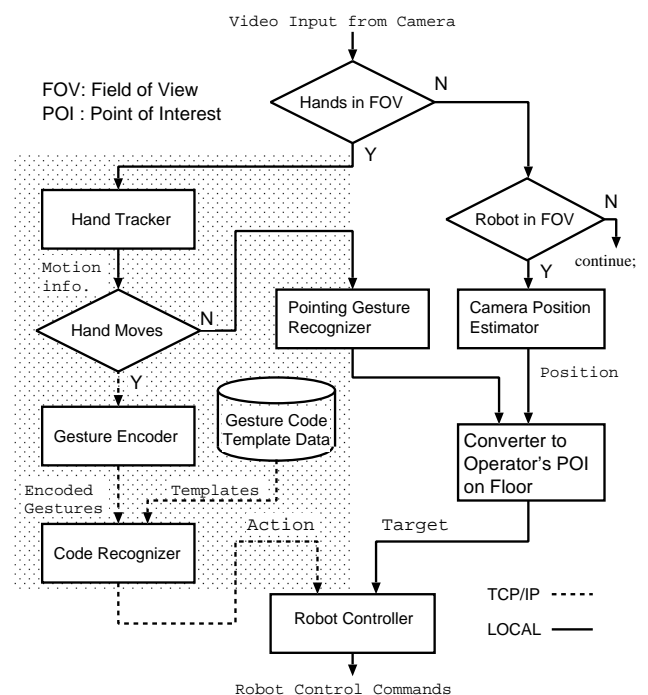 Video Input from Camera
FOV: Field of View
POI : Point of Interest
Hands in FOV
N
Y
Hand Tracker
Robot in FOV
N
continue;
Y
Motion
info.
Hand Moves
N
Y
Pointing Gesture
Recognizer
Camera Position
Estimator
Position
Gesture Encoder
Gesture Code
Template Data
Converter to
Operator's POI
on Floor
Encoded
Gestures
Templates
Code Recognizer
Action
Target
Robot Controller
TCP/IP
LOCAL
Robot Control Commands